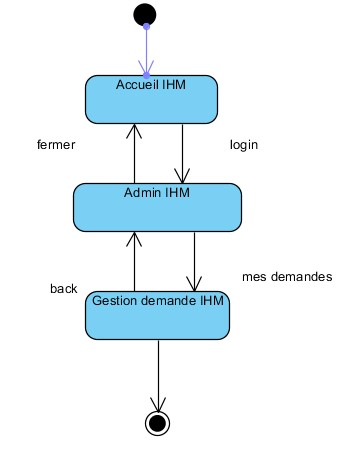 Accueil IHM
fermer
login
Admin IHM
mes demandes
back
Gestion demande IHM